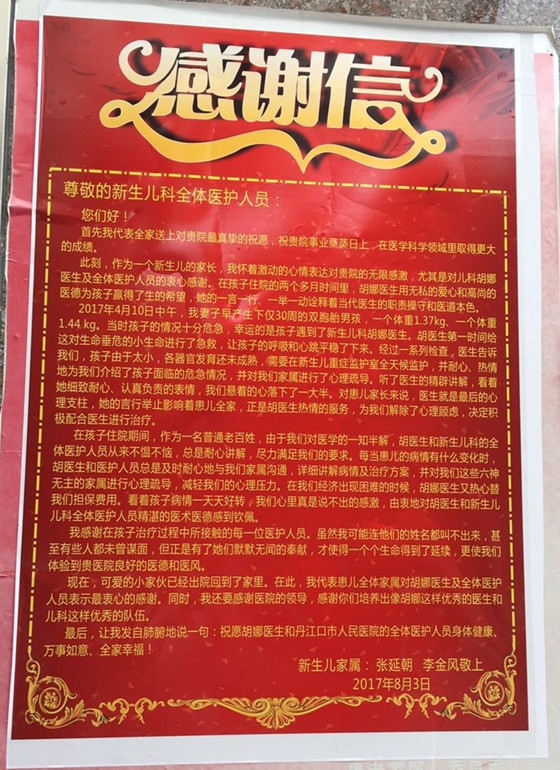 感谢信
尊敬的新生儿科全体医护人员：
您们好！
首先我代表全家送上对贵院最真挚的祝愿，祝贵院事业蒸蒸日上，在医学科学领域里取得更大
的成绩。
此刻，作为一个新生儿的家长，我怀着激动的心情表达对贵院的无限感激，尤其是对儿科胡娜
医生及全体医护人员的衷心感谢。在孩子住院的两个多月时间里，胡娜医生用无私的爱心和高尚的
医德为孩子赢得了生的希望，她的一言一行、一举一动诠释着当代医生的职责操守和医道本色。
2017年4月10日中午，我妻子早产生下仅30周的双胞胎男孩，一个体重1.37kg、一个体重
1.44 kg。当时孩子的情况十分危急，幸运的是孩子遇到了新生儿科胡娜医生。胡医生第一时间给
这对生命垂危的小生命进行了急救，让孩子的呼吸和心跳平稳了下来。经过一系列检查，医生告诉
我们，孩子由于太小，各器官发育还未成熟，需要在新生儿重症监护室全天候监护，并耐心、热情
地为我们介绍了孩子面临的危急情况，并对我们家属进行了心理疏导。听了医生的精辟讲解，看着
她细致耐心、认真负责的表情，我们悬着的心落下了一大半。对患儿家长来说，医生就是最后的心
理支柱，她的言行举止影响着患儿全家，正是胡医生热情的服务，为我们解除了心理顾虑，决定积
极配合医生进行治疗。
在孩子住院期间，作为一名普通老百姓，由于我们对医学的一知半解，胡医生和新生儿科的全
体医护人员从来不愠不恼，总是耐心讲解，尽力满足我们的要求。每当患儿的病情有什么变化时，
胡医生和医护人员总是及时耐心地与我们家属沟通，详细讲解病情及治疗方案，并对我们这些六神
无主的家属进行心理疏导，减轻我们的心理压力。在我们经济出现困难的时候，胡娜医生又热心替
我们担保费用。看着孩子病情一天天好转，我们心里真是说不出的感激，由衷地对胡医生和新生儿
儿科全体医护人员精湛的医术医德感到钦佩。
我感谢在孩子治疗过程中所接触的每一位医护人员。虽然我可能连他们的姓名都叫不出来，甚
至有些人都未曾谋面，但正是有了她们默默无闻的奉献，才使得一个个生命得到了延续，更使我们
体验到贵医院良好的医德和医风。
现在，可爱的小家伙已经出院回到了家里。在此，我代表患儿全体家属对胡娜医生及全体医护
人员表示最衷心的感谢。同时，我还要感谢医院的领导，感谢你们培养出像胡娜这样优秀的医生和
儿科这样优秀的队伍。
最后，让我发自肺腑地说一句：祝愿胡娜医生和丹江口市人民医院的全体医护人员身体健康、
万事如意、全家幸福！
新生儿家属： 张延朝 李金风敬上
2017年8月3日